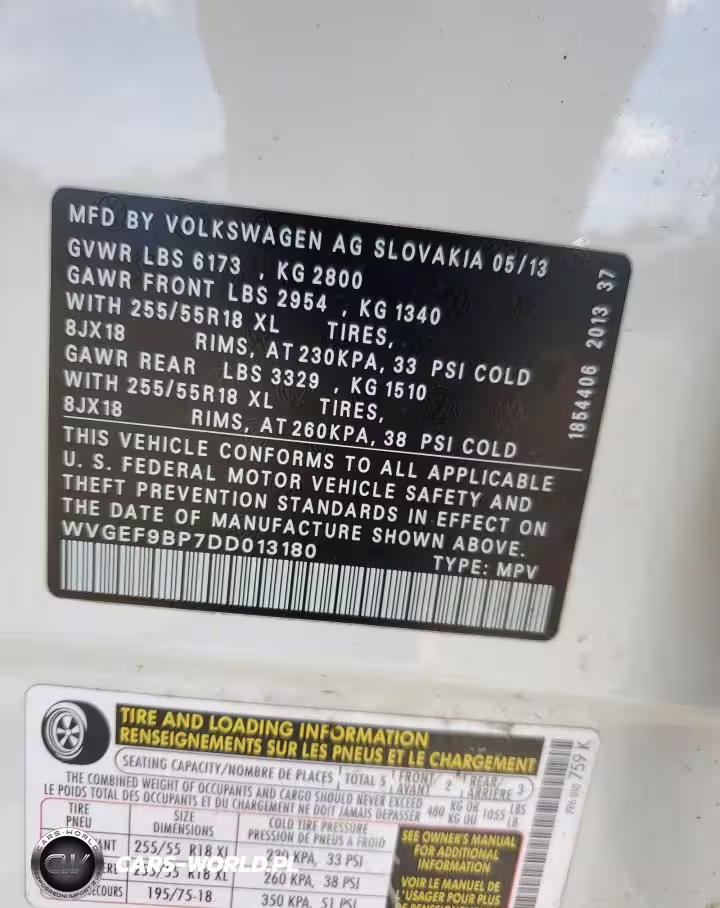 MFD BY VOLKSWAGEN AG SLOVAKIA 05/13
GVWR LBS 6173 , KG 2800
GAWR FRONT LBS 2954 , KG 1340
WITH 255/55R18 XL TIRES,
8JX18 RIMS, AT 230KPA, 33 PSI COLD
GAWR REAR LBS 3329 , KG 1510
WITH 255/55R18 XL TIRES,
8JX18 RIMS, AT 260KPA, 38 PSI COLD
THIS VEHICLE CONFORMS TO ALL APPLICABLE
U. S. FEDERAL MOTOR VEHICLE SAFETY AND
THEFT PREVENTION STANDARDS IN EFFECT ON
THE DATE OF MANUFACTURE SHOWN ABOVE.
WVGEF9BP7DD013180
TYPE: MPV
1854406 2013 37
TIRE AND LOADING INFORMATION
RENSEIGNEMENTS SUR LES PNEUS ET LE CHARGEMENT
SEATING CAPACITY/NOMBRE DE PLACES TOTAL 5 FRONT/ AVANT 2 REAR/ ARRIÈRE 3
THE COMBINED WEIGHT OF OCCUPANTS AND CARGO SHOULD NEVER EXCEED
LE POIDS TOTAL DES OCCUPANTS ET DU CHARGEMENT NE DOIT JAMAIS DÉPASSER
480 KG OR KG OU 1055 LBS LB
TIRE PNEU
SIZE DIMENSIONS
COLD TIRE PRESSURE
PRESSION DE PNEUS A FROID
ANT 255/55 R18 XL 230 KPA, 33 PSI
ÈRE 255/55 R18 XL 260 KPA, 38 PSI
ECOURS 195/75-18 350 KPA, 51 PSI
SEE OWNER'S MANUAL
FOR ADDITIONAL
INFORMATION
VOIR LE MANUEL DE
L'USAGER POUR PLUS
759 K
CARS-WORLD
CW
CARS-WORLD.PL